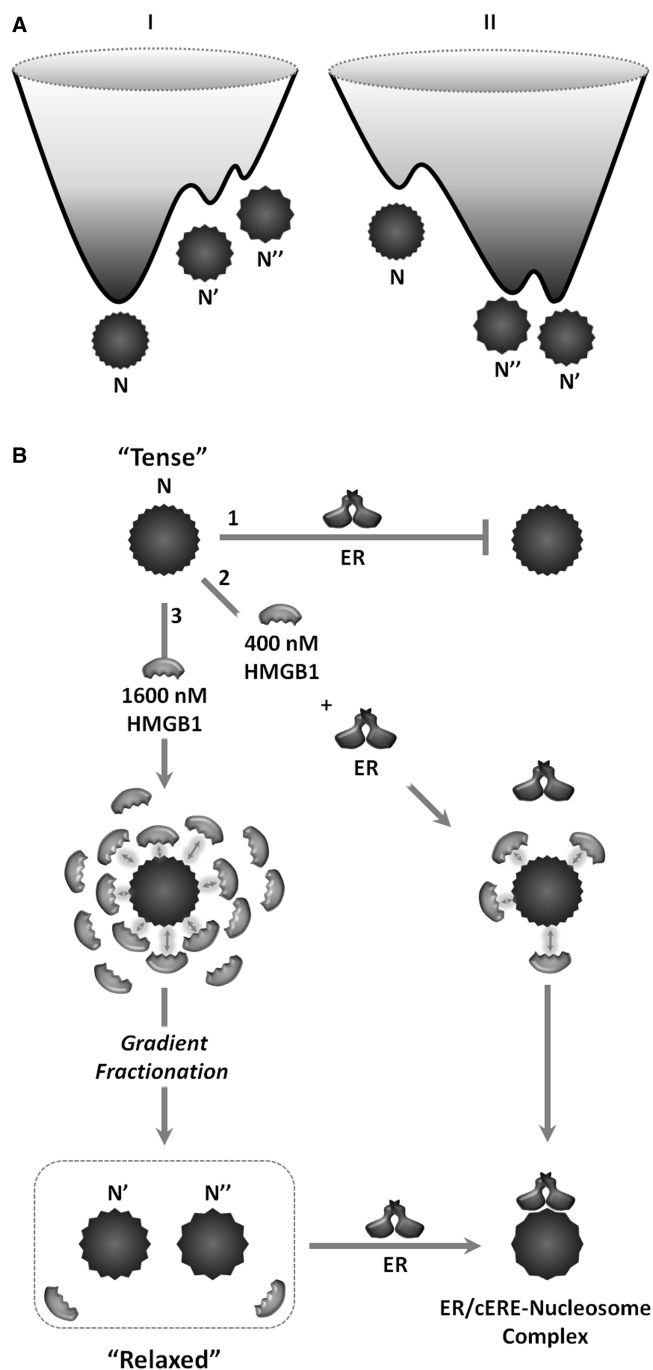 A
I
II
N
N’
N’’
N
N’’
N’
B
“Tense”
N
1
ER
2
400 nM
HMGB1
3
1600 nM
HMGB1
+
ER
Gradient
Fractionation
N’
N’’
ER
“Relaxed”
ER/cERE-Nucleosome
Complex